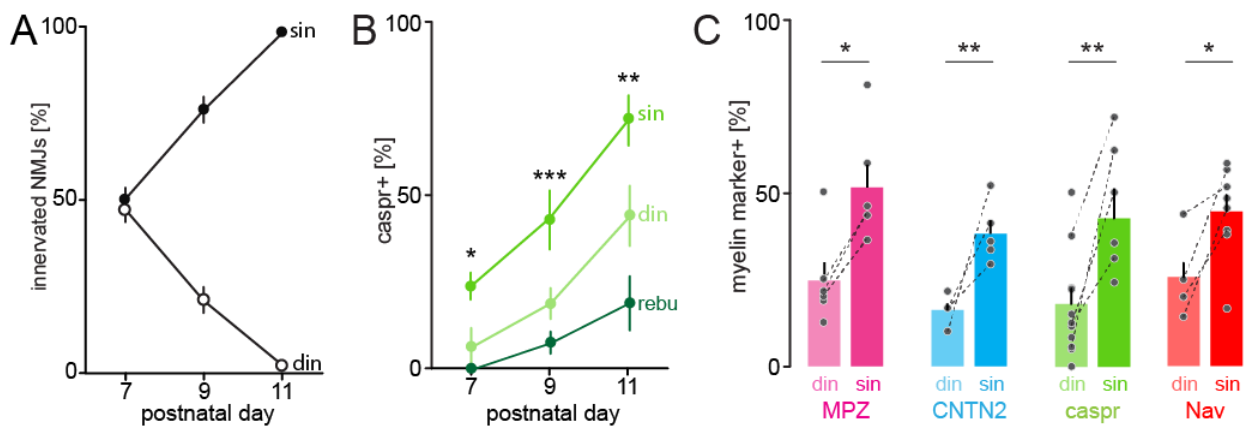 A
innervated NMJs [%]
100
50
0
sin
din
7 9 11
postnatal day
B
caspr+ [%]
100
50
0
*
***
**
sin
din
rebu
7 9 11
postnatal day
C
myelin marker+ [%]
100
50
0
* ** ** *
din sin din sin din sin din sin
MPZ CNTN2 caspr Nav